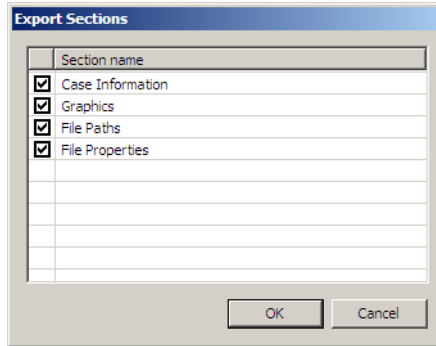 Export Sections
Section name
Case Information
Graphics
File Paths
File Properties
OK Cancel